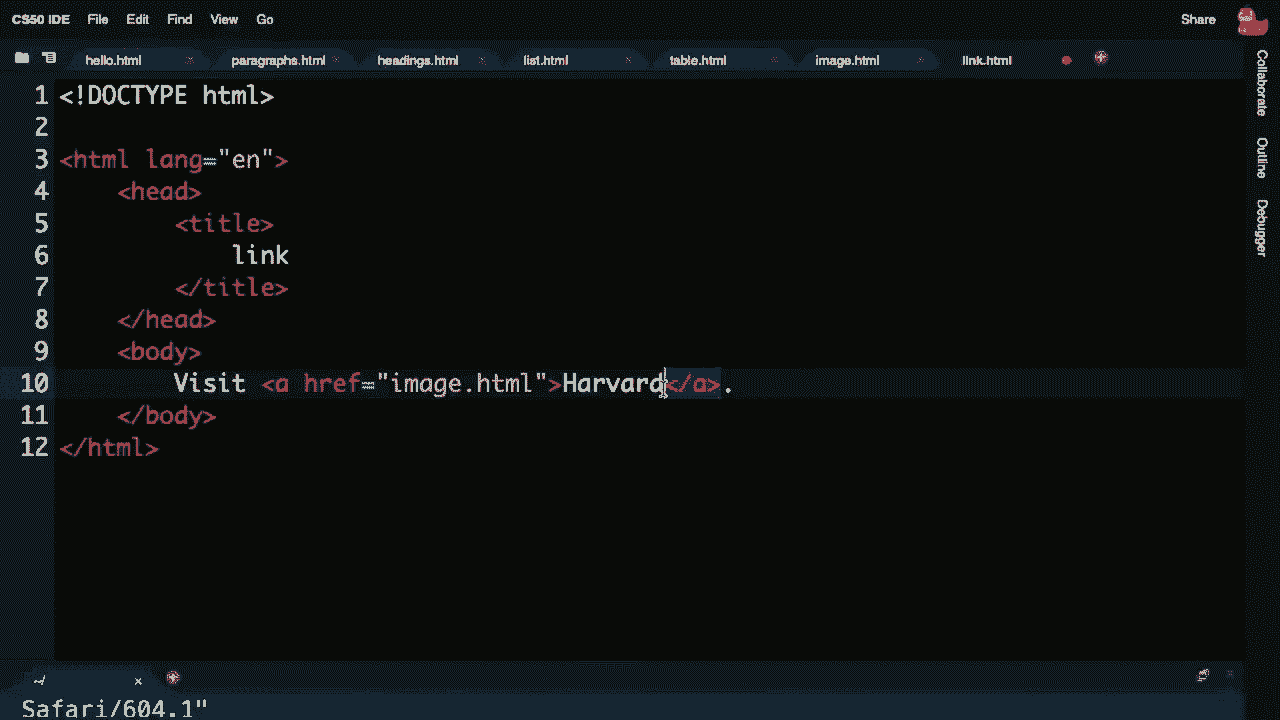 CS50 IDE File Edit Find View Go Share
hello.html paragraphs.html headings.html list.html table.html image.html link.html
Collaborate
Outline
Debugger
1 <!DOCTYPE html>
2
3 <html lang="en">
4     <head>
5         <title>
6             link
7         </title>
8     </head>
9     <body>
10         Visit <a href="image.html">Harvard</a>.
11     </body>
12 </html>
~/
Safari/604.1"